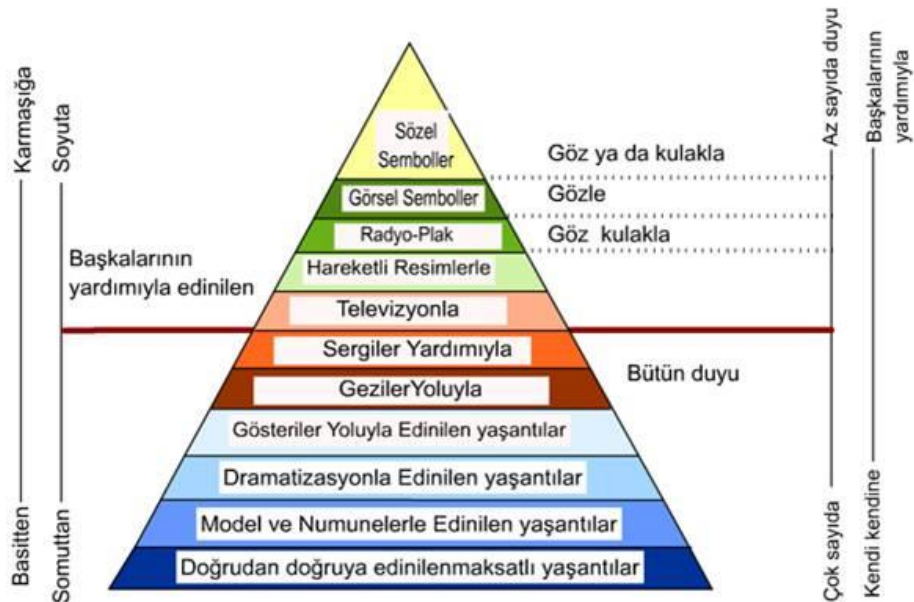 Karmaşığa
Soyuta
Basitten
Somuttan
Başkalarının
yardımıyla edinilen
Sözel
Semboller
Görsel Semboller
Radyo-Plak
Hareketli Resimlerle
Televizyonla
Sergiler Yardımıyla
GezilerYoluyla
Gösteriler Yoluyla Edinilen yaşantılar
Dramatizasyonla Edinilen yaşantılar
Model ve Numunelerle Edinilen yaşantılar
Doğrudan doğruya edinilenmaksatlı yaşantılar
Göz ya da kulakla
Gözle
Göz kulakla
Bütün duyu
Az sayıda duyu
Başkalarının
yardımıyla
Çok sayıda
Kendi kendine